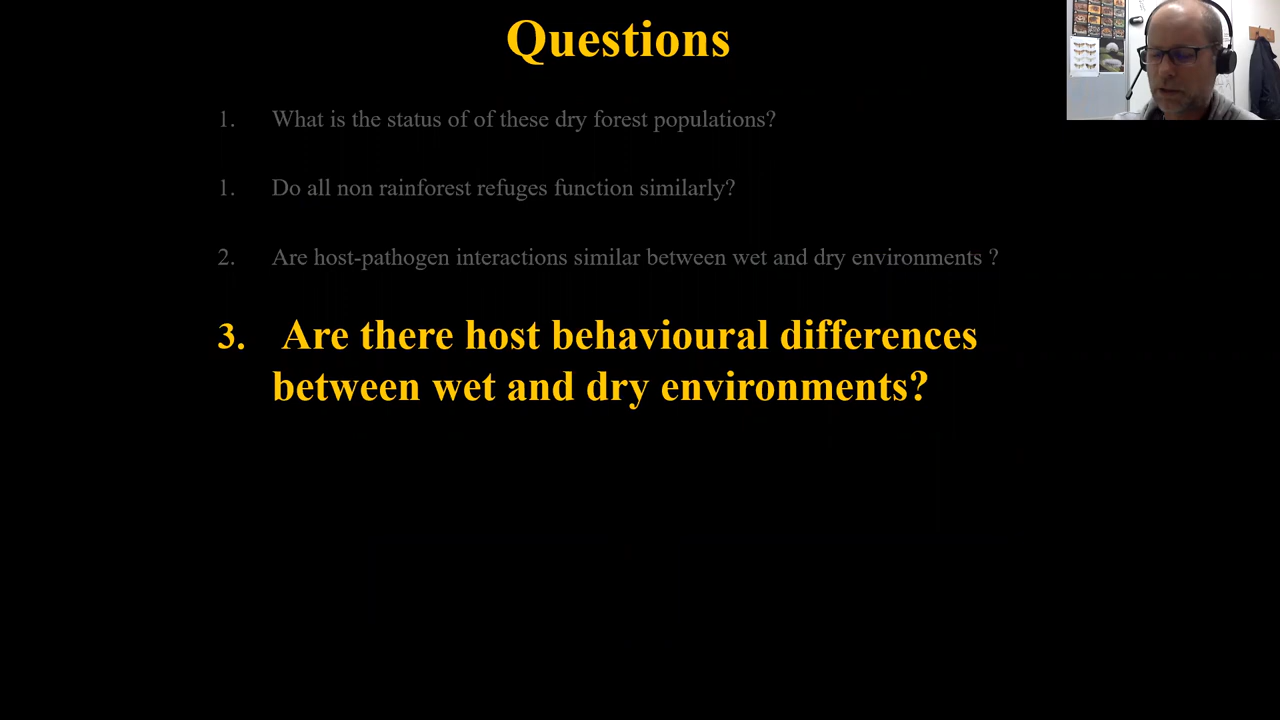 Questions
1. What is the status of of these dry forest populations?
1. Do all non rainforest refuges function similarly?
2. Are host-pathogen interactions similar between wet and dry environments ?
3. Are there host behavioural differences
between wet and dry environments?